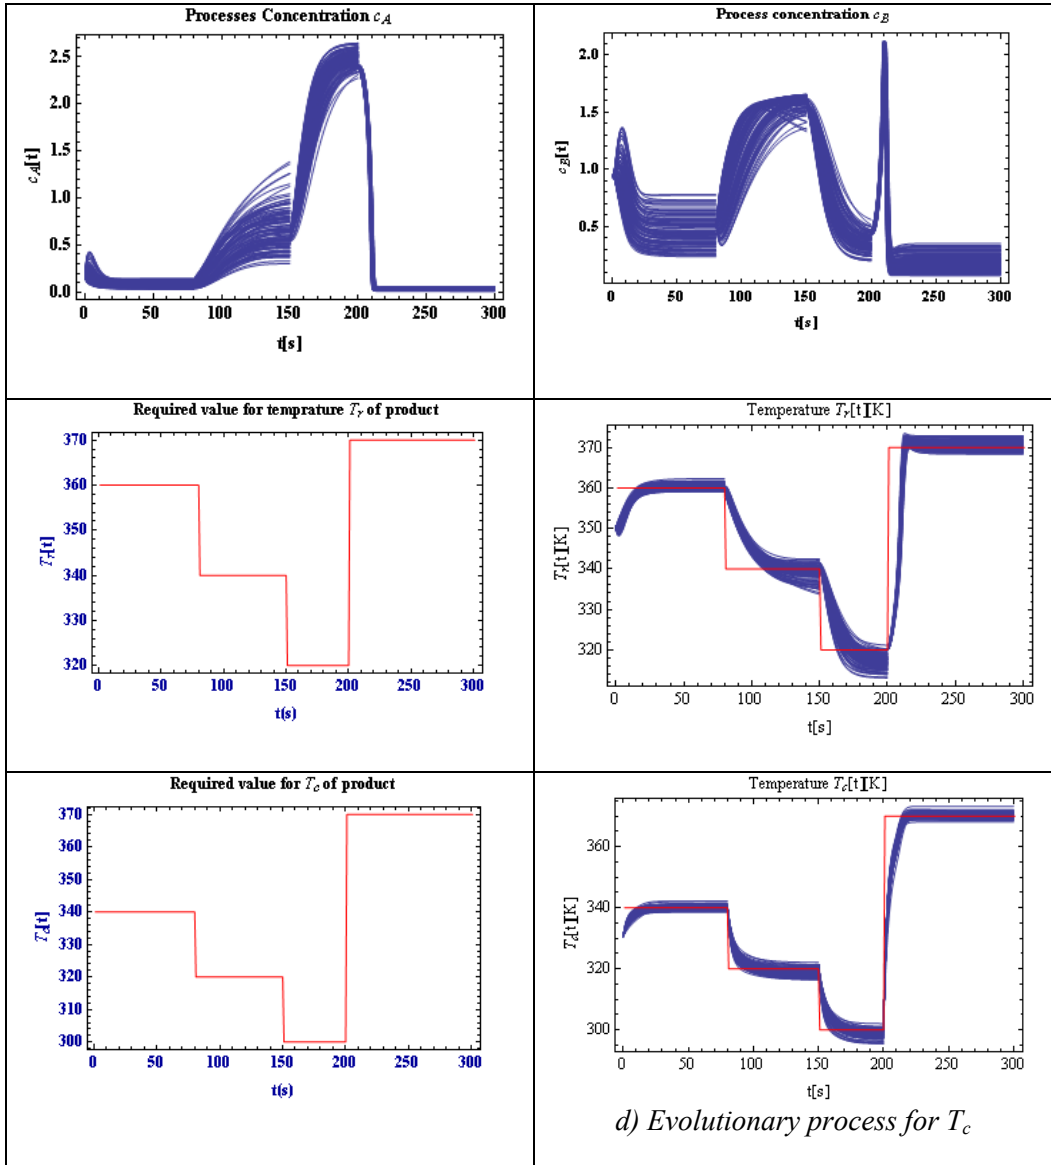 Processes Concentration c_A
c_A[t]
2.5
2.0
1.5
1.0
0.5
0.0
0 50 100 150 200 250 300
t[s]
Process concentration c_B
c_B[t]
2.0
1.5
1.0
0.5
0 50 100 150 200 250 300
t[s]
Required value for temprature T_r of product
T_r[t]
370
360
350
340
330
320
0 50 100 150 200 250 300
t(s)
Temperature T_r[t][K]
T_r[t][K]
370
360
350
340
330
320
0 50 100 150 200 250 300
t[s]
Required value for T_c of product
T_c[t]
370
360
350
340
330
320
310
300
0 50 100 150 200 250 300
t(s)
Temperature T_c[t][K]
T_c[t][K]
360
340
320
300
0 50 100 150 200 250 300
t[s]
d) Evolutionary process for T_c